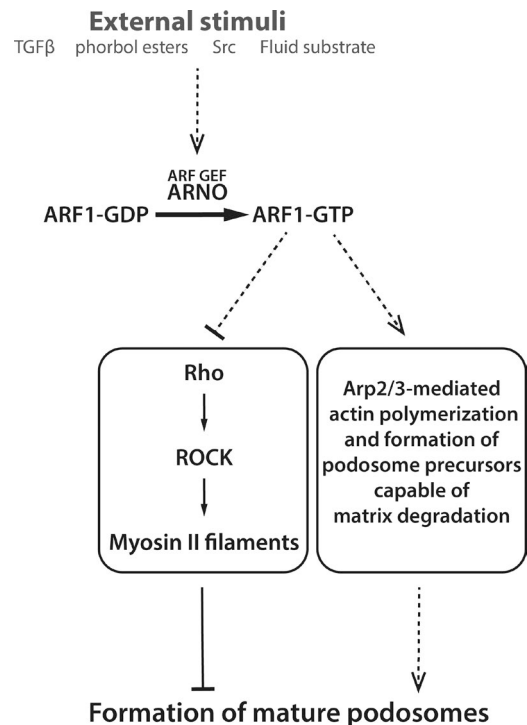 External stimuli
TGFβ phorbol esters Src Fluid substrate
ARF GEF
ARNO
ARF1-GDP ARF1-GTP
Rho
ROCK
Myosin II filaments
Arp2/3-mediated
actin polymerization
and formation of
podosome precursors
capable of
matrix degradation
Formation of mature podosomes